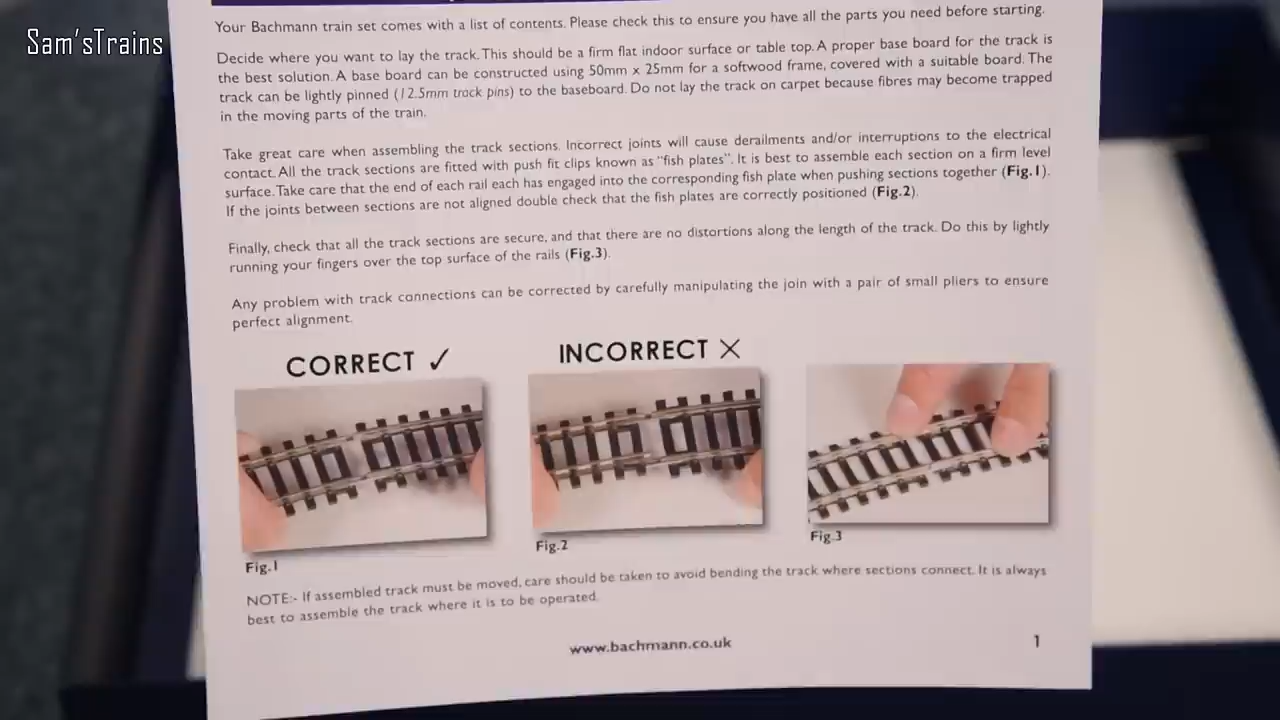 Sam'sTrains
Your Bachmann train set comes with a list of contents. Please check this to ensure you have all the parts you need before starting.
Decide where you want to lay the track. This should be a firm flat indoor surface or table top. A proper base board for the track is
the best solution. A base board can be constructed using 50mm x 25mm for a softwood frame, covered with a suitable board. The
track can be lightly pinned (12.5mm track pins) to the baseboard. Do not lay the track on carpet because fibres may become trapped
in the moving parts of the train.
Take great care when assembling the track sections. Incorrect joints will cause derailments and/or interruptions to the electrical
contact. All the track sections are fitted with push fit clips known as "fish plates". It is best to assemble each section on a firm level
surface. Take care that the end of each rail each has engaged into the corresponding fish plate when pushing sections together (Fig.1).
If the joints between sections are not aligned double check that the fish plates are correctly positioned (Fig.2).
Finally, check that all the track sections are secure, and that there are no distortions along the length of the track. Do this by lightly
running your fingers over the top surface of the rails (Fig.3).
Any problem with track connections can be corrected by carefully manipulating the join with a pair of small pliers to ensure
perfect alignment.
CORRECT ✓
INCORRECT ✗
Fig.1
Fig.2
Fig.3
NOTE:- If assembled track must be moved, care should be taken to avoid bending the track where sections connect. It is always
best to assemble the track where it is to be operated.
www.bachmann.co.uk
1